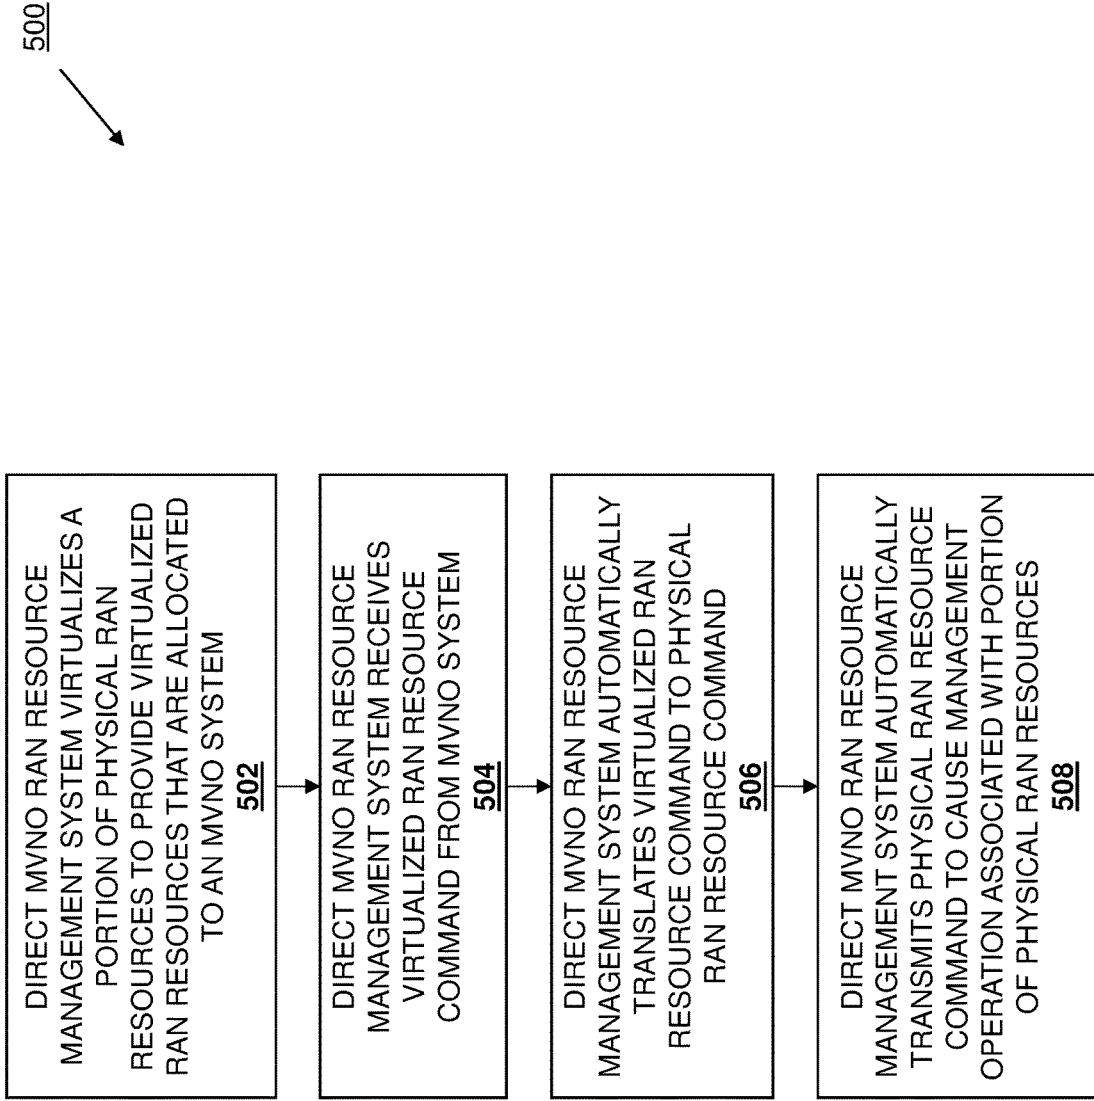 500
DIRECT MVNO RAN RESOURCE
MANAGEMENT SYSTEM VIRTUALIZES A
PORTION OF PHYSICAL RAN
RESOURCES TO PROVIDE VIRTUALIZED
RAN RESOURCES THAT ARE ALLOCATED
TO AN MVNO SYSTEM
502
DIRECT MVNO RAN RESOURCE
MANAGEMENT SYSTEM RECEIVES
VIRTUALIZED RAN RESOURCE
COMMAND FROM MVNO SYSTEM
504
DIRECT MVNO RAN RESOURCE
MANAGEMENT SYSTEM AUTOMATICALLY
TRANSLATES VIRTUALIZED RAN
RESOURCE COMMAND TO PHYSICAL
RAN RESOURCE COMMAND
506
DIRECT MVNO RAN RESOURCE
MANAGEMENT SYSTEM AUTOMATICALLY
TRANSMITS PHYSICAL RAN RESOURCE
COMMAND TO CAUSE MANAGEMENT
OPERATION ASSOCIATED WITH PORTION
OF PHYSICAL RAN RESOURCES
508